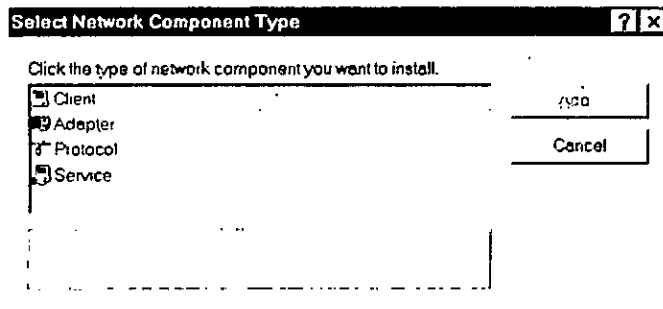 Select Network Component Type
Click the type of network component you want to install.
Client
Adapter
Protocol
Service
Cancel